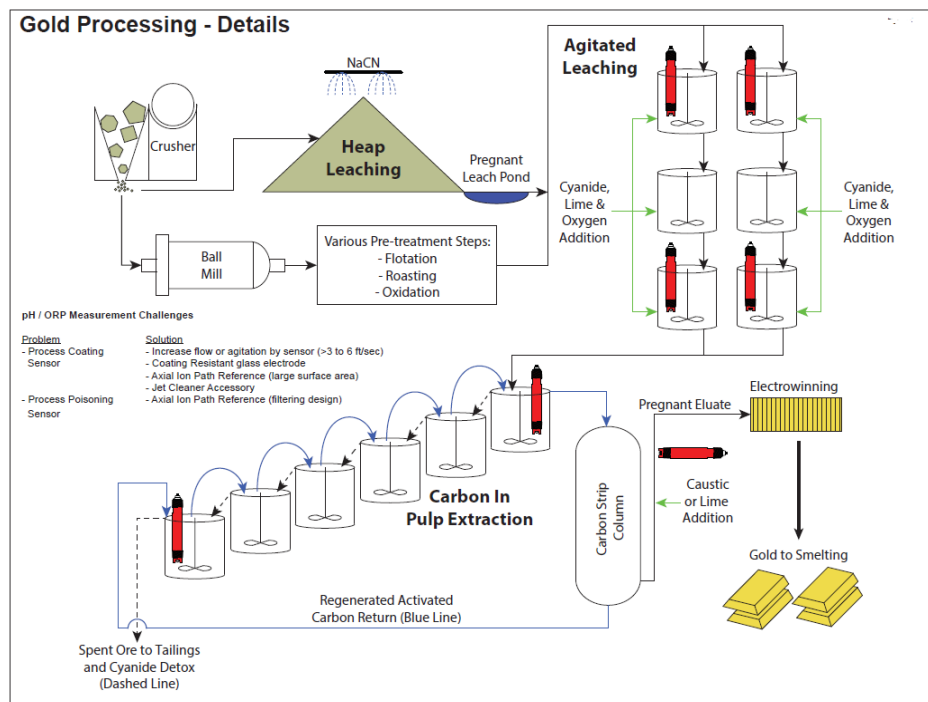 Gold Processing - Details
NaCN
Agitated
Leaching
Crusher
Heap
Leaching
Pregnant
Leach Pond
Cyanide,
Lime &
Oxygen
Addition
Cyanide,
Lime &
Oxygen
Addition
Ball
Mill
Various Pre-treatment Steps:
- Flotation
- Roasting
- Oxidation
pH / ORP Measurement Challenges
Problem
- Process Coating
Sensor
- Process Poisoning
Sensor
Solution
- Increase flow or agitation by sensor (>3 to 6 ft/sec)
- Coating Resistant glass electrode
- Axial Ion Path Reference (large surface area)
- Jet Cleaner Accessory
- Axial Ion Path Reference (filtering design)
Electrowinning
Pregnant Eluate
Carbon In
Pulp Extraction
Carbon Strip
Column
Caustic
or Lime
Addition
Gold to Smelting
Regenerated Activated
Carbon Return (Blue Line)
Spent Ore to Tailings
and Cyanide Detox
(Dashed Line)